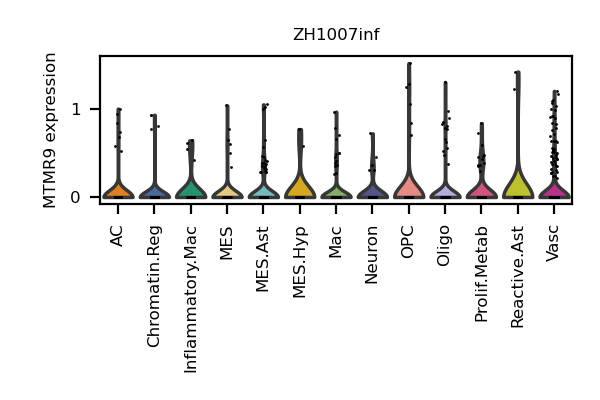 ZH1007inf
MTMR9 expression
1
0
AC
Chromatin.Reg
Inflammatory.Mac
MES
MES.Ast
MES.Hyp
Mac
Neuron
OPC
Oligo
Prolif.Metab
Reactive.Ast
Vasc